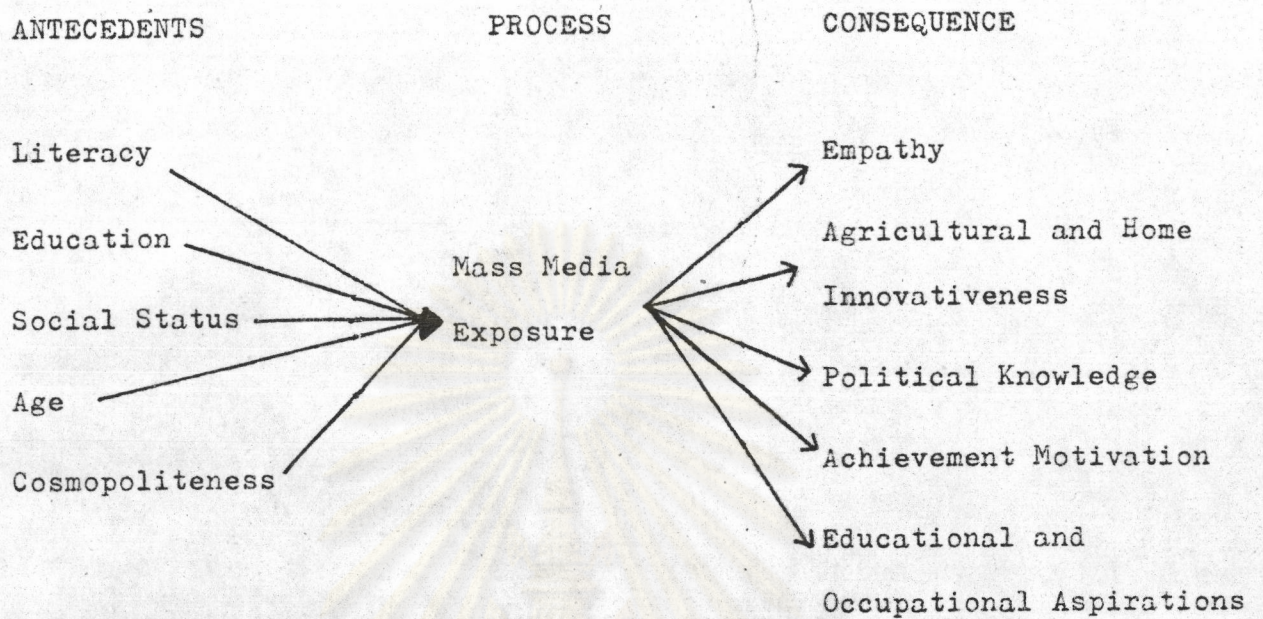 ANTECEDENTS
PROCESS
CONSEQUENCE
Literacy
Education
Social Status
Age
Cosmopoliteness
Mass Media
Exposure
Empathy
Agricultural and Home
Innovativeness
Political Knowledge
Achievement Motivation
Educational and
Occupational Aspirations